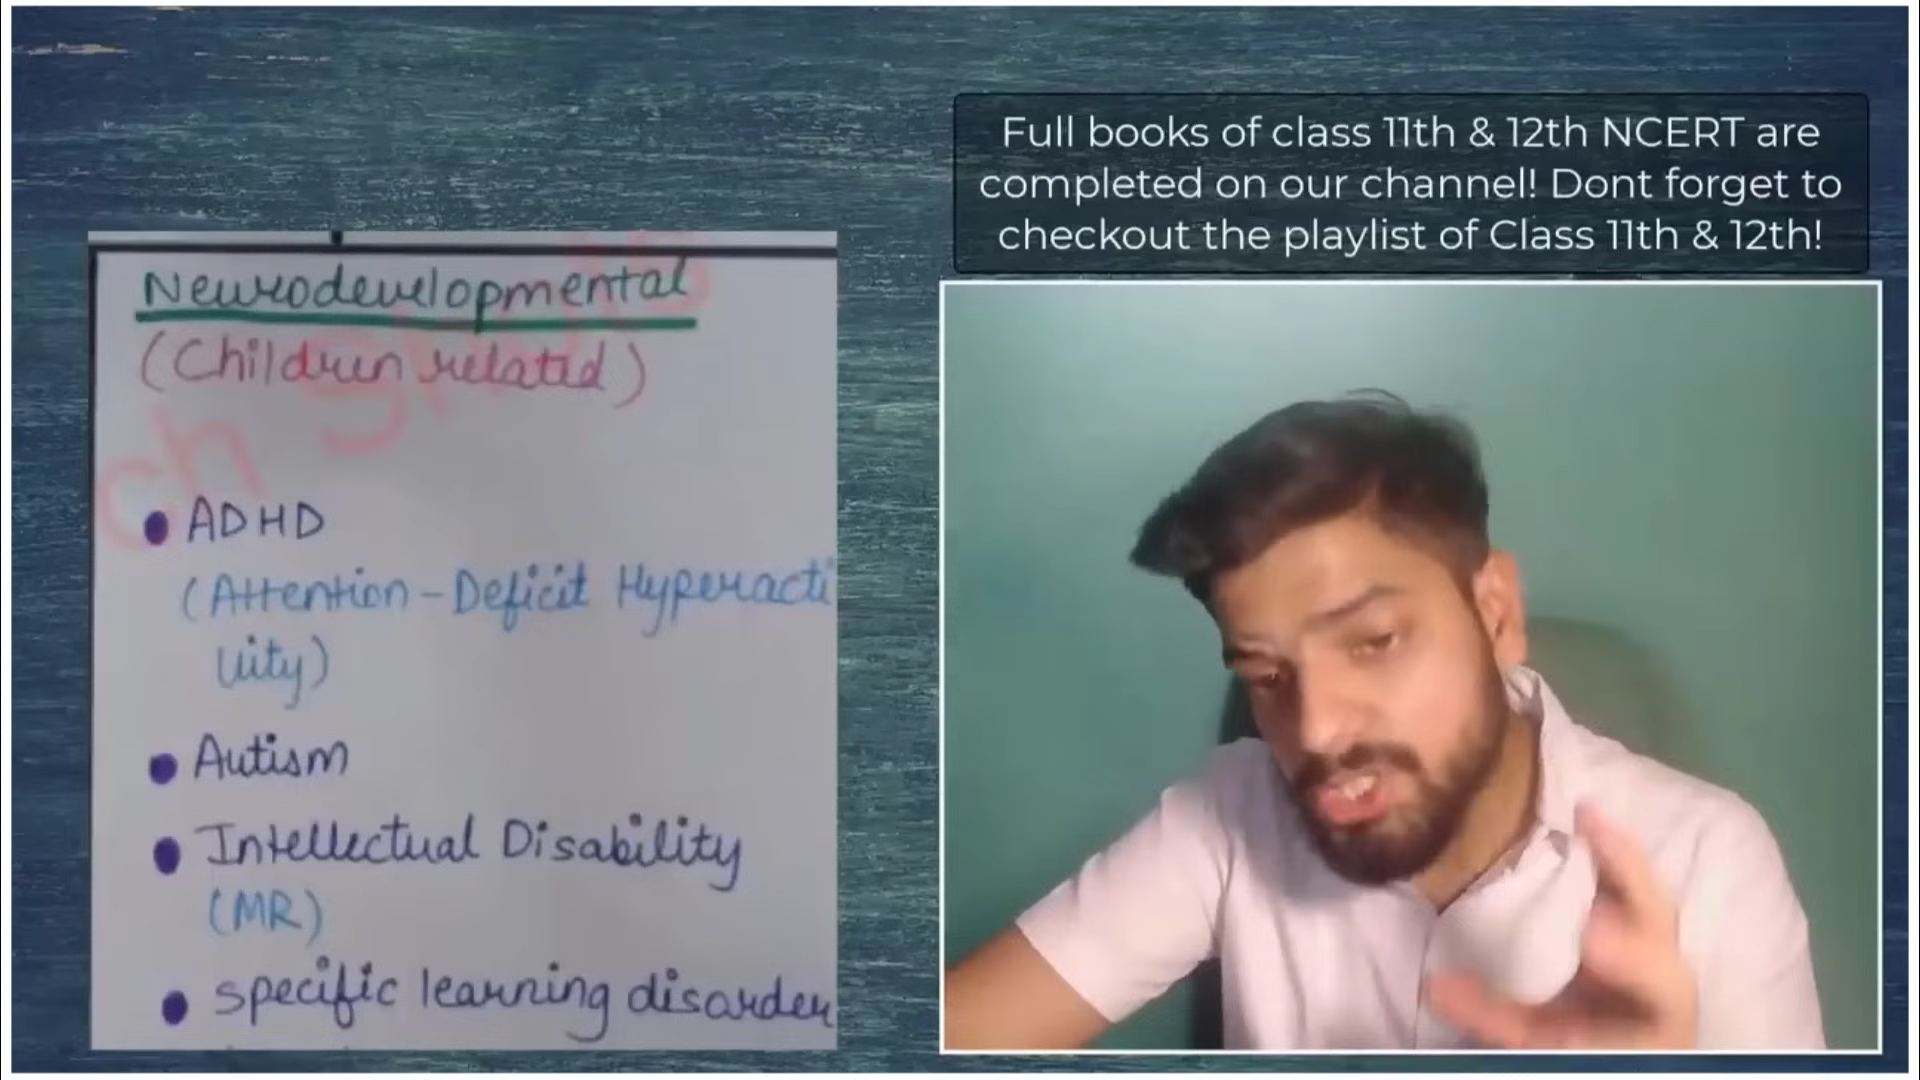 Full books of class 11th & 12th NCERT are
completed on our channel! Dont forget to
checkout the playlist of Class 11th & 12th!
Neurodevelopmental
(Children related)
• ADHD
(Attention-Deficit Hyperacti
vity)
• Autism
• Intellectual Disability
(MR)
• specific learning disorder